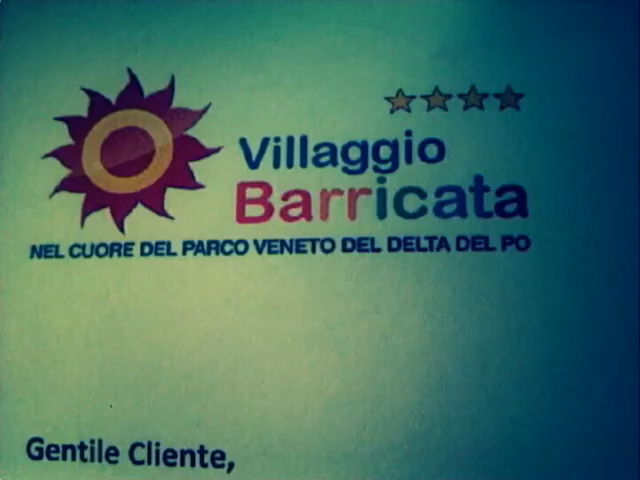 Villaggio
Barricata
NEL CUORE DEL PARCO VENETO DEL DELTA DEL PO
Gentile Cliente,